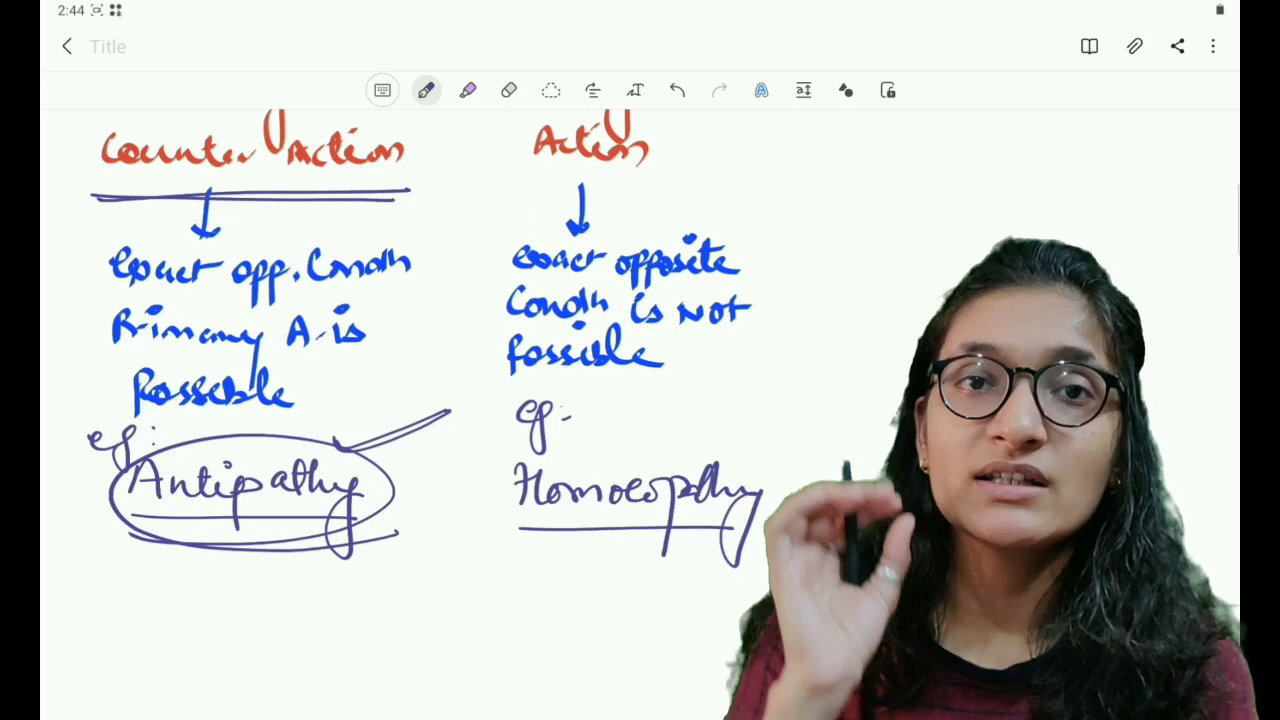 2:44
Title
Counter Action
Action
Exact opp. Condn
Primary A. is
Possible
eg:
Antipathy
Exact opposite
Condn is Not
Possible
eg:-
Homoeopathy